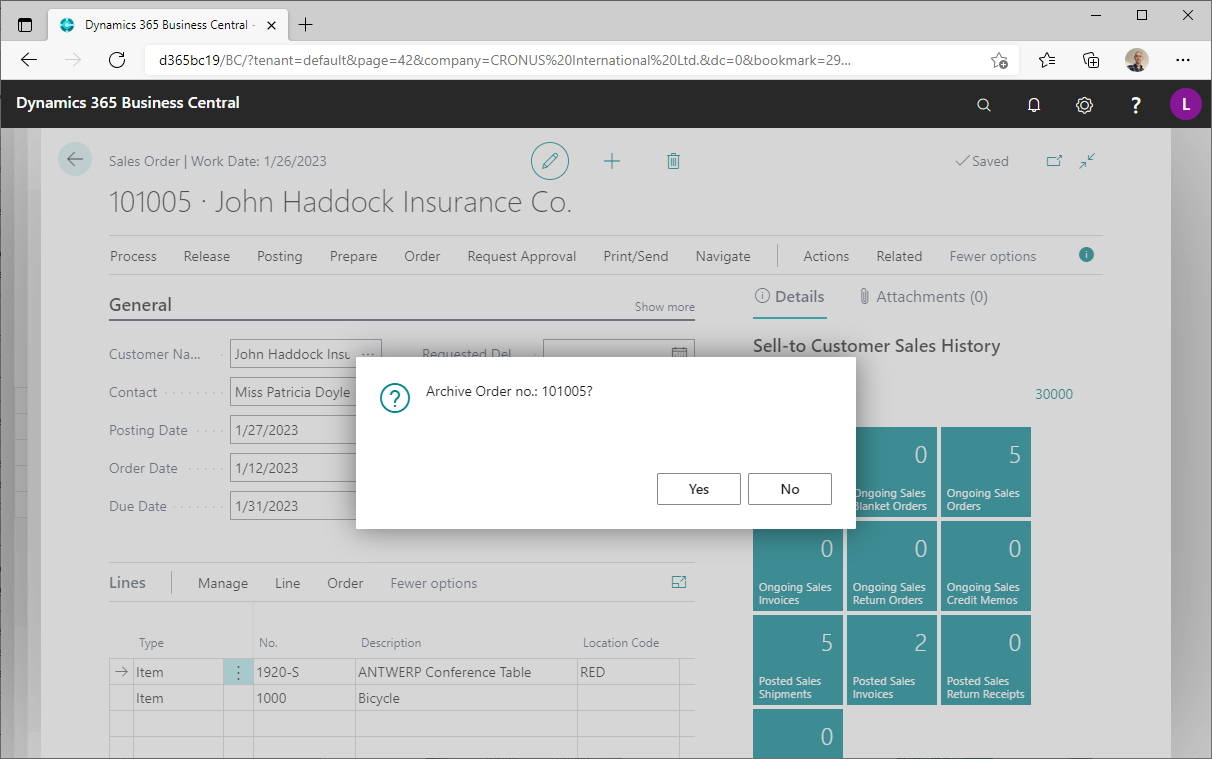 Dynamics 365 Business Central -
d365bc19/BC/?tenant=default&page=42&company=CRONUS%20International%20Ltd.&dc=0&bookmark=29...
Dynamics 365 Business Central
? L
Sales Order | Work Date: 1/26/2023
Saved
101005 · John Haddock Insurance Co.
Process Release Posting Prepare Order Request Approval Print/Send Navigate Actions Related Fewer options
General Show more
Details Attachments (0)
Customer Na... John Haddock Insu ... Requested Del
Sell-to Customer Sales History
Contact Miss Patricia Doyle
30000
Posting Date 1/27/2023
Order Date 1/12/2023
Due Date 1/31/2023
? Archive Order no.: 101005?
Yes No
0 5
Ongoing Sales Ongoing Sales
Blanket Orders Orders
0 0 0
Ongoing Sales Ongoing Sales Ongoing Sales
Invoices Return Orders Credit Memos
5 2 0
Posted Sales Posted Sales Posted Sales
Shipments Invoices Return Receipts
0
Lines Manage Line Order Fewer options
Type No. Description Location Code
Item 1920-S ANTWERP Conference Table RED
Item 1000 Bicycle